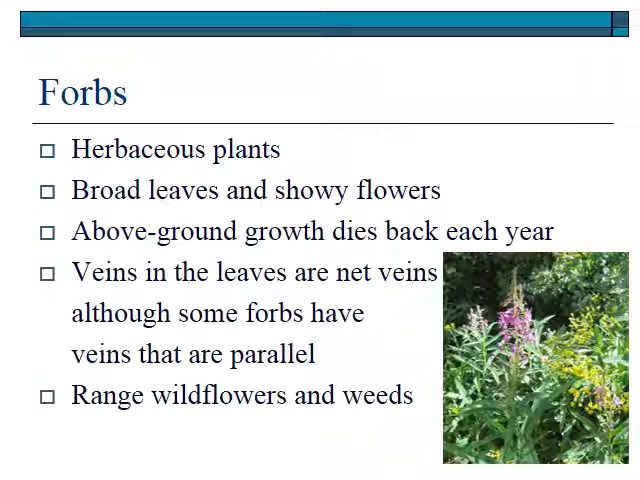 Forbs
Herbaceous plants
Broad leaves and showy flowers
Above-ground growth dies back each year
Veins in the leaves are net veins
although some forbs have
veins that are parallel
Range wildflowers and weeds